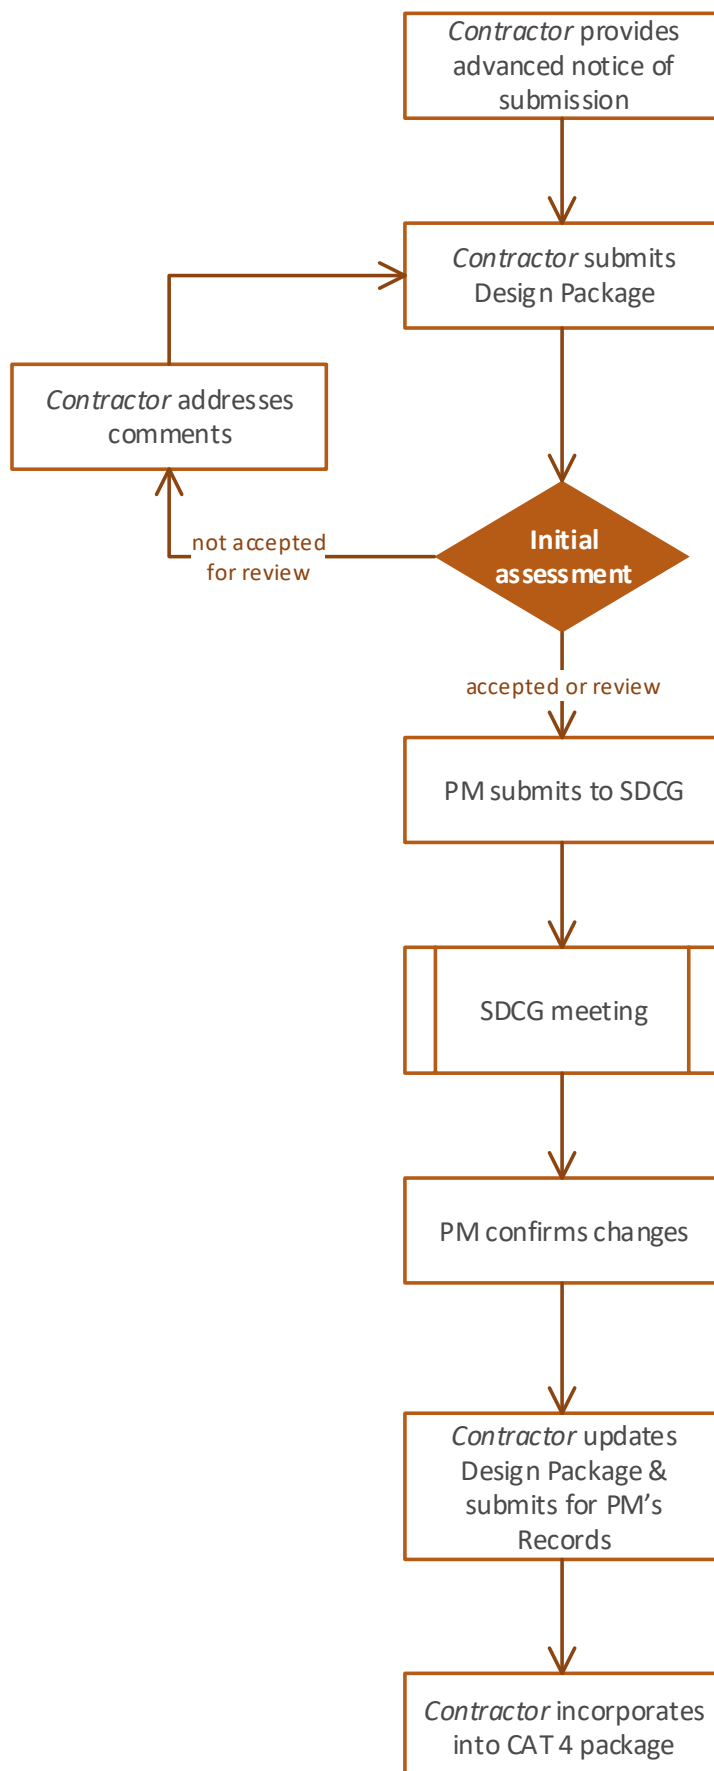 Contractor provides
advanced notice of
submission
Contractor submits
Design Package
Contractor addresses
comments
not accepted
for review
Initial
assessment
accepted or review
PM submits to SDCG
SDCG meeting
PM confirms changes
Contractor updates
Design Package &
submits for PM's
Records
Contractor incorporates
into CAT 4 package